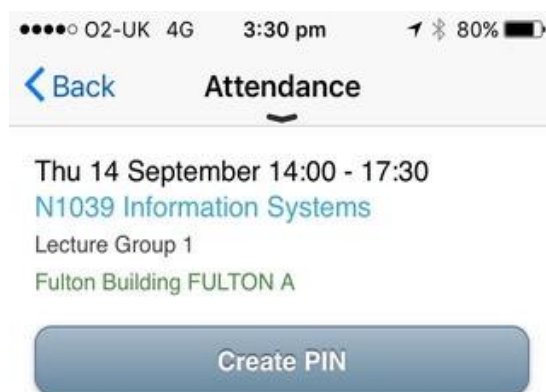 O2-UK 4G 3:30 pm 80%
Back Attendance
Thu 14 September 14:00 - 17:30
N1039 Information Systems
Lecture Group 1
Fulton Building FULTON A
Create PIN